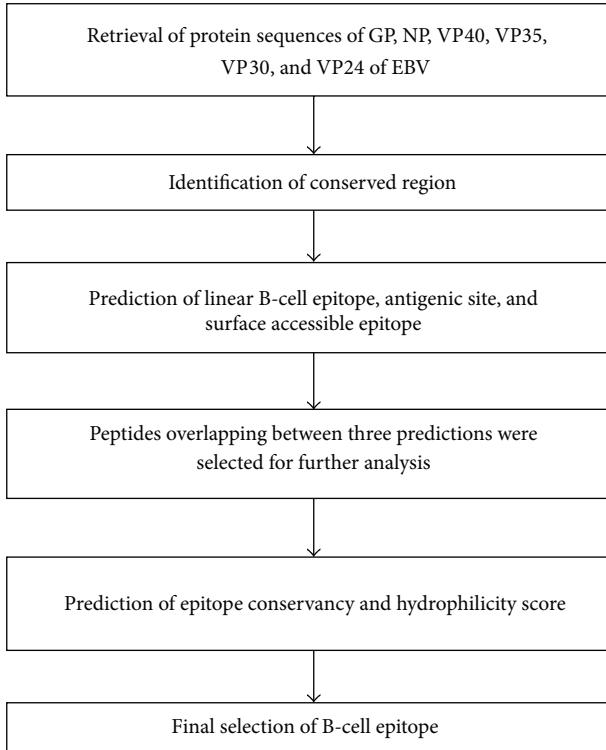 Retrieval of protein sequences of GP, NP, VP40, VP35,
VP30, and VP24 of EBV
Identification of conserved region
Prediction of linear B-cell epitope, antigenic site, and
surface accessible epitope
Peptides overlapping between three predictions were
selected for further analysis
Prediction of epitope conservancy and hydrophilicity score
Final selection of B-cell epitope